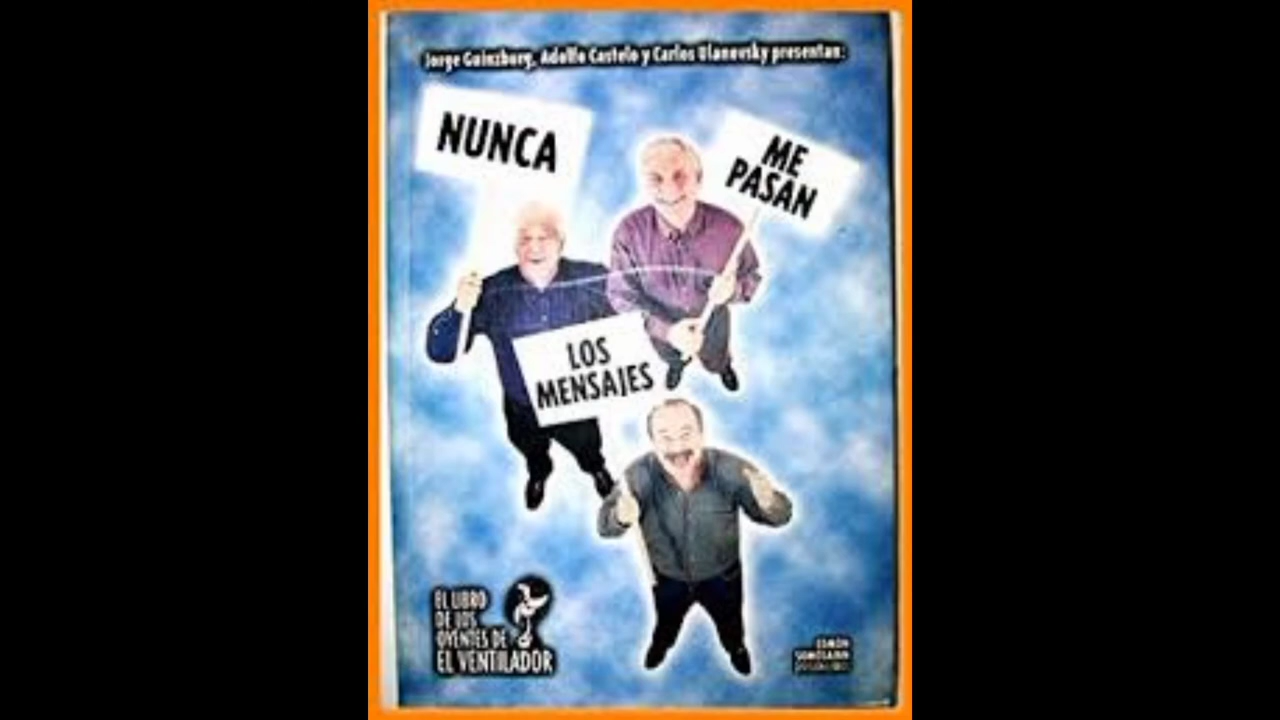 Jorge Guinzburg, Adolfo Castelo y Carlos Ulanovsky presentan:
NUNCA
ME
PASAN
LOS
MENSAJES
EL LIBRO
DE LOS
OYENTES DE
EL VENTILADOR